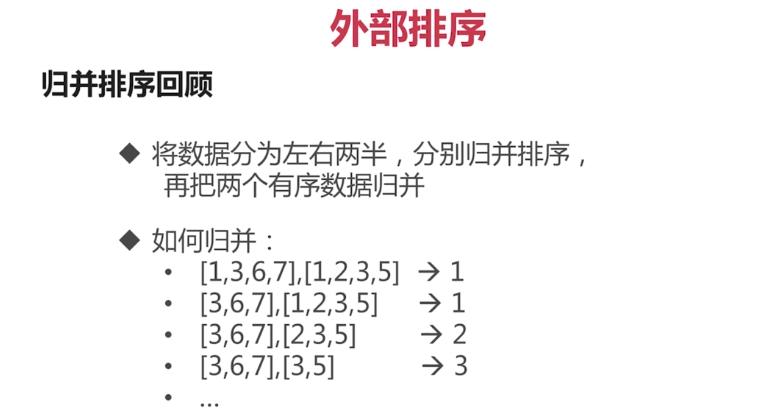 外部排序
归并排序回顾
◆ 将数据分为左右两半，分别归并排序，
再把两个有序数据归并
◆ 如何归并：
• [1,3,6,7],[1,2,3,5] → 1
• [3,6,7],[1,2,3,5] → 1
• [3,6,7],[2,3,5] → 2
• [3,6,7],[3,5] → 3
• ...